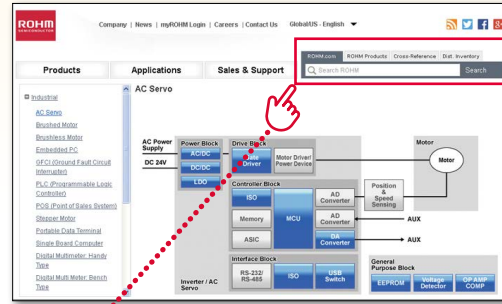 ROHM
SEMICONDUCTOR
Company | News | myROHM Login | Careers | Contact Us
Global/US - English
Products
Applications
Sales & Support
ROHM.com
ROHM Products
Cross-Reference
Dist. Inventory
Search ROHM
Search
Industrial
AC Servo
Brushed Motor
Brushless Motor
Embedded PC
GFCI (Ground Fault Circuit
Interrupter)
PLC (Programmable Logic
Controller)
POS (Point of Sales System)
Stepper Motor
Portable Data Terminal
Single Board Computer
Digital Multimeter: Handy
Type
Digital Multi Meter: Bench
Type
AC Servo
AC Power
Supply
DC 24V
Power Block
AC/DC
DC/DC
LDO
Drive Block
Gate
Driver
Motor Driver/
Power Device
Motor
Motor
Controller Block
ISO
Memory
ASIC
MCU
AD
Converter
AD
Converter
DA
Converter
Position
&
Speed
Sensing
AUX
AUX
Interface Block
RS-232/
RS-485
ISO
USB
Switch
Inverter / AC
Servo
General
Purpose Block
EEPROM
Voltage
Detector
OP AMP
COMP